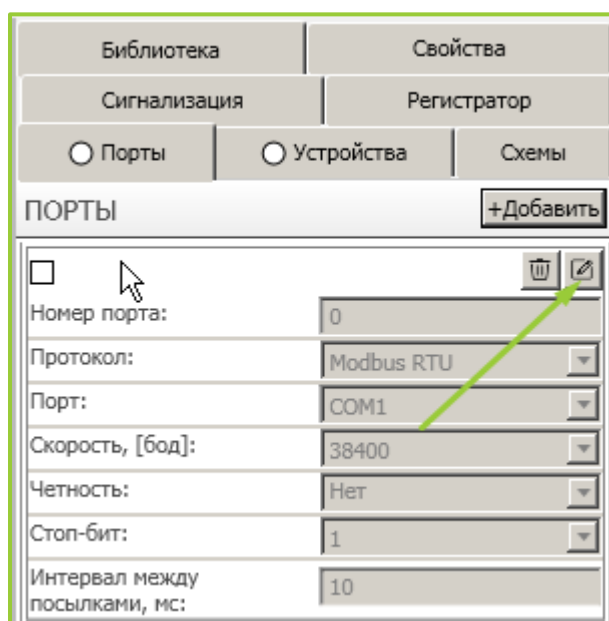 Библиотека Свойства
Сигнализация Регистратор
Порты Устройства Схемы
ПОРТЫ +Добавить
Номер порта: 0
Протокол: Modbus RTU
Порт: COM1
Скорость, [бод]: 38400
Четность: Нет
Стоп-бит: 1
Интервал между
посылками, мс: 10